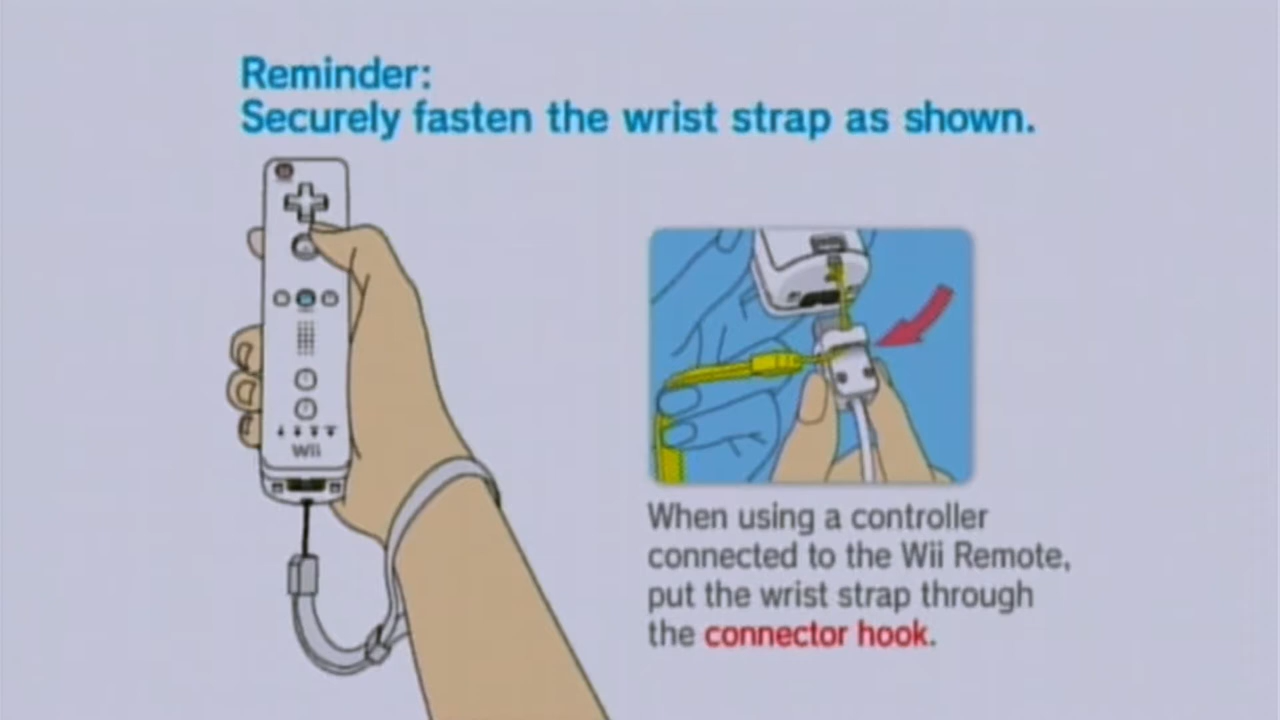 Reminder:
Securely fasten the wrist strap as shown.
Wii
When using a controller
connected to the Wii Remote,
put the wrist strap through
the connector hook.